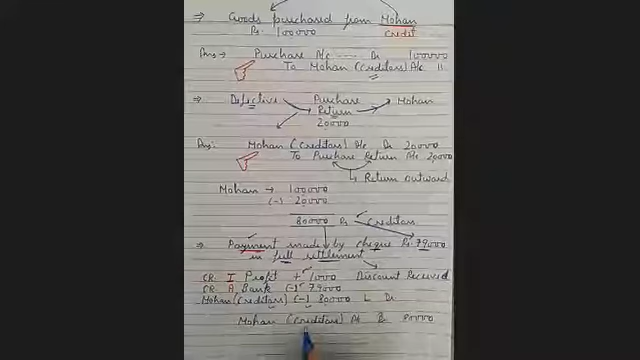 ⇒ Goods purchased from Mohan
Rs. 100000 Credit
Ans:- Purchase A/c ---- Dr 100000
To Mohan (Creditors) A/c "
⇒ Defective Purchase Mohan
Return
20000
Ans:- Mohan (Creditors) A/c Dr 20000
To Purchase Return A/c 20000
Return outward
Mohan → 100000
(-) 20000
80000 Rs Creditors
⇒ Payment made by cheque Rs. 79000
in full settlement
CR. I Profit + 1000 Discount Received
CR. A Bank (-) 79000
Mohan (Creditors) (-) 80000 L Dr
Mohan (Creditors) A/c Dr 80000